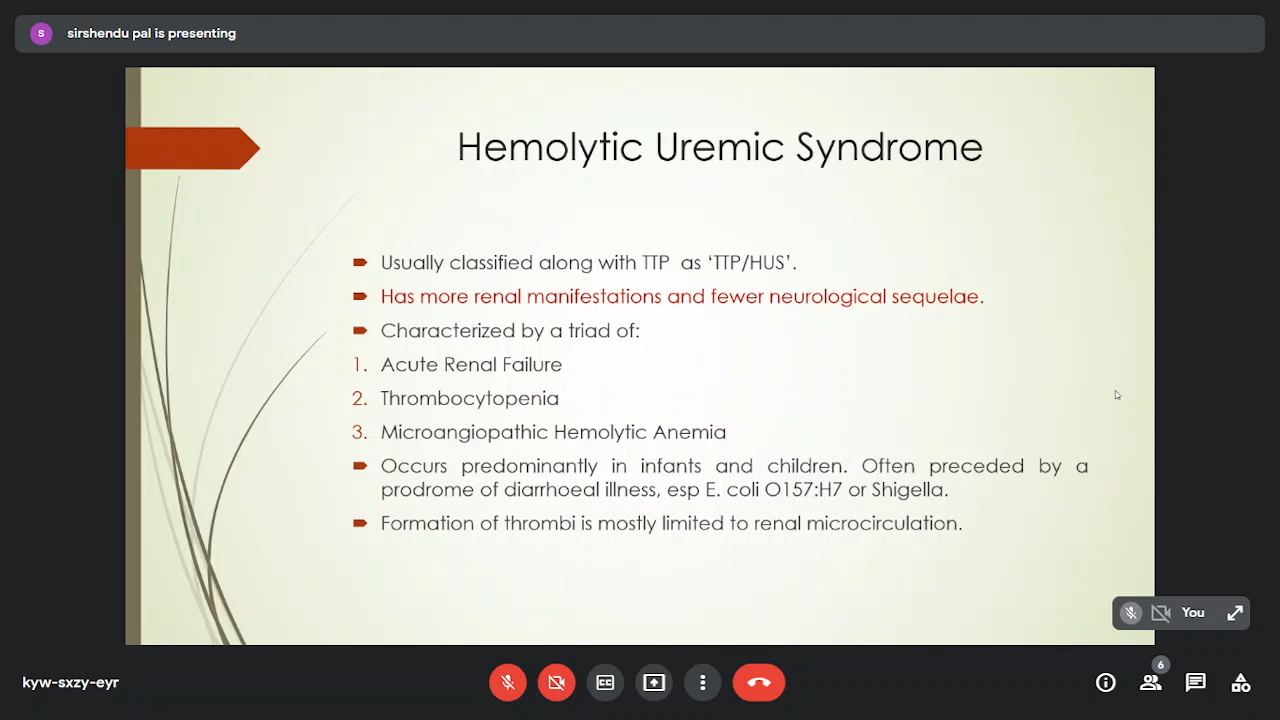 S
sirshendu pal is presenting
Hemolytic Uremic Syndrome
Usually classified along with TTP as ‘TTP/HUS’.
Has more renal manifestations and fewer neurological sequelae.
Characterized by a triad of:
1. Acute Renal Failure
2. Thrombocytopenia
3. Microangiopathic Hemolytic Anemia
Occurs predominantly in infants and children. Often preceded by a
prodrome of diarrhoeal illness, esp E. coli O157:H7 or Shigella.
Formation of thrombi is mostly limited to renal microcirculation.
You
kyw-sxzy-eyr
CC
6